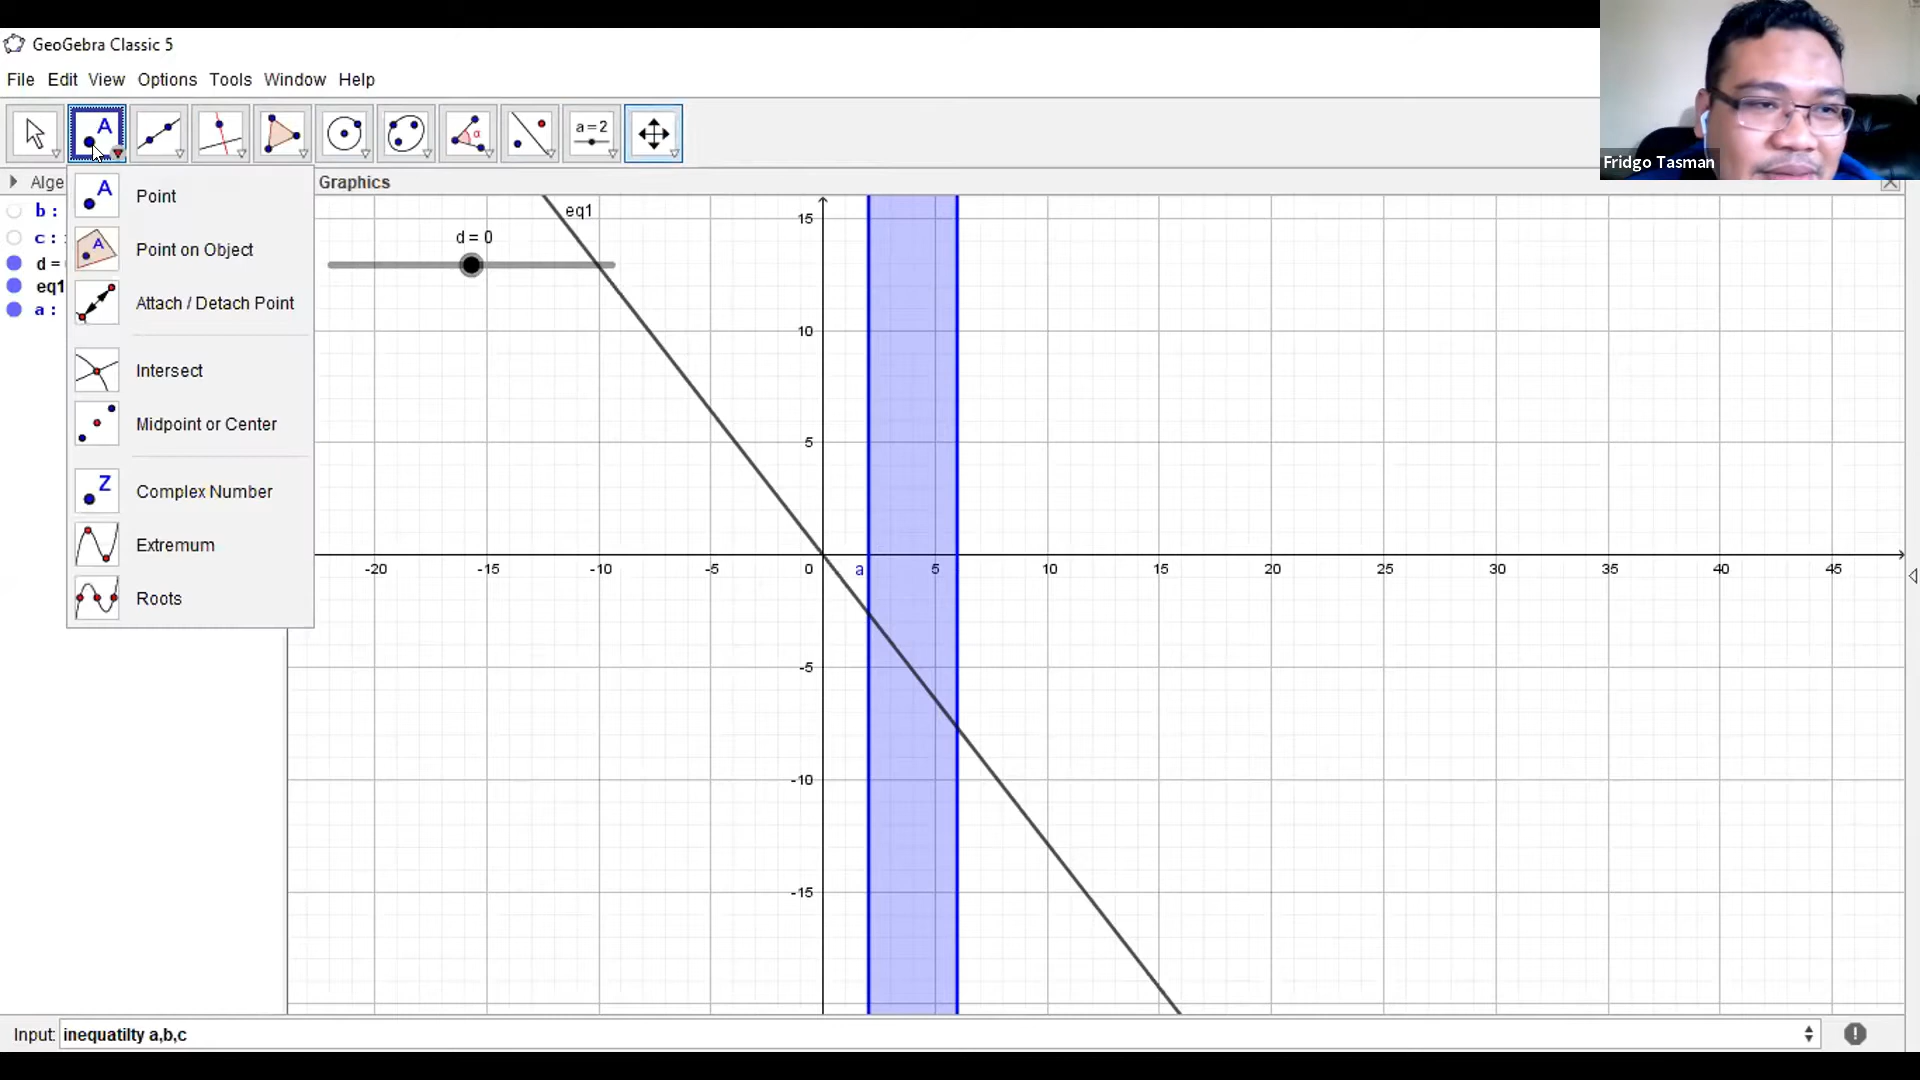 GeoGebra Classic 5
File Edit View Options Tools Window Help
A
α
a = 2
Fridgo Tasman
Alge
Graphics
b :
c :
d =
eq1
a :
A Point
A Point on Object
Attach / Detach Point
Intersect
Midpoint or Center
Z Complex Number
Extremum
Roots
eq1
d = 0
15
10
5
-20 -15 -10 -5 0 a 5 10 15 20 25 30 35 40 45
-5
-10
-15
Input: inequatilty a,b,c